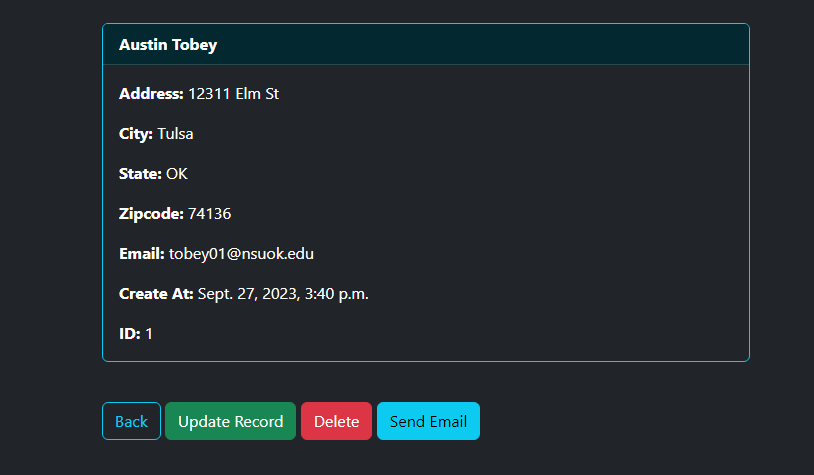 Austin Tobey
Address: 12311 Elm St
City: Tulsa
State: OK
Zipcode: 74136
Email: tobey01@nsuok.edu
Create At: Sept. 27, 2023, 3:40 p.m.
ID: 1
Back Update Record Delete Send Email